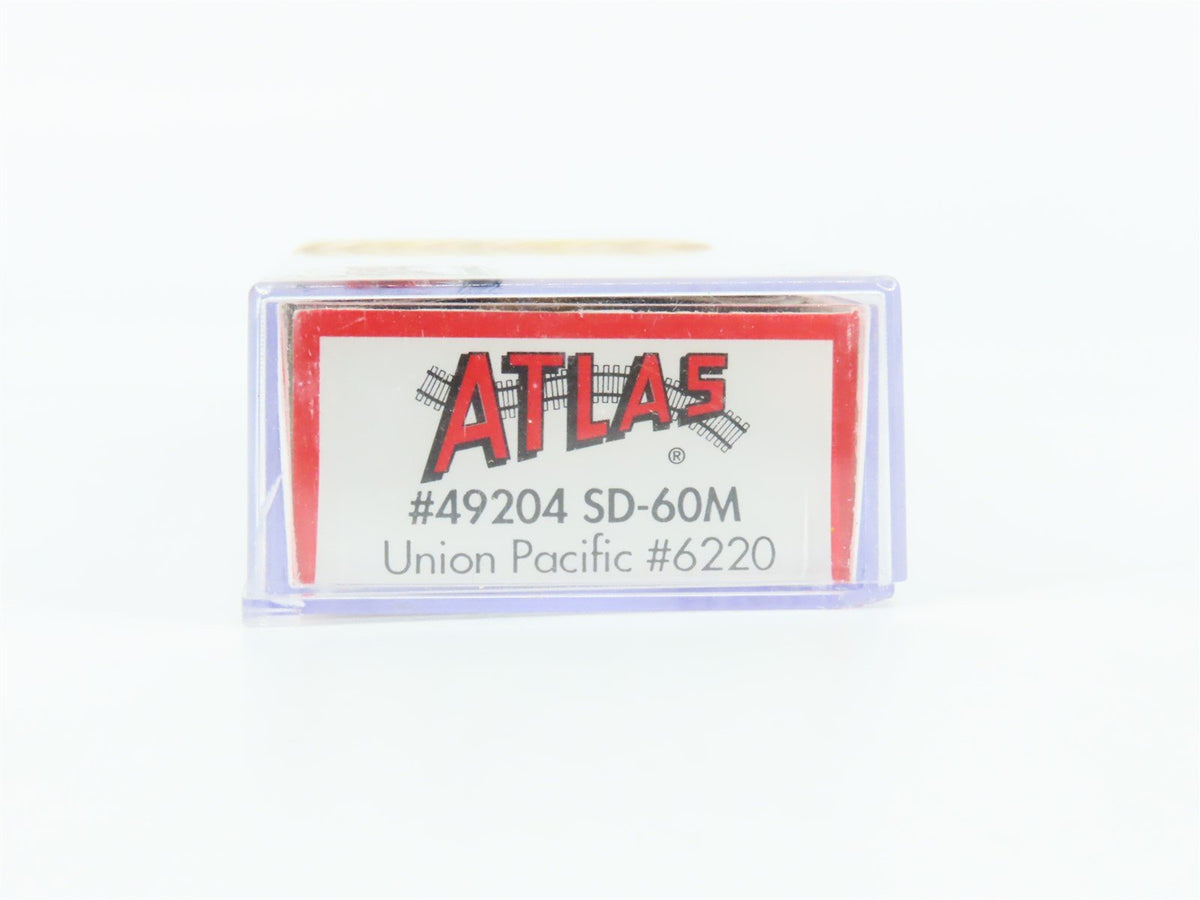 ATLAS
®
#49204 SD-60M
Union Pacific #6220